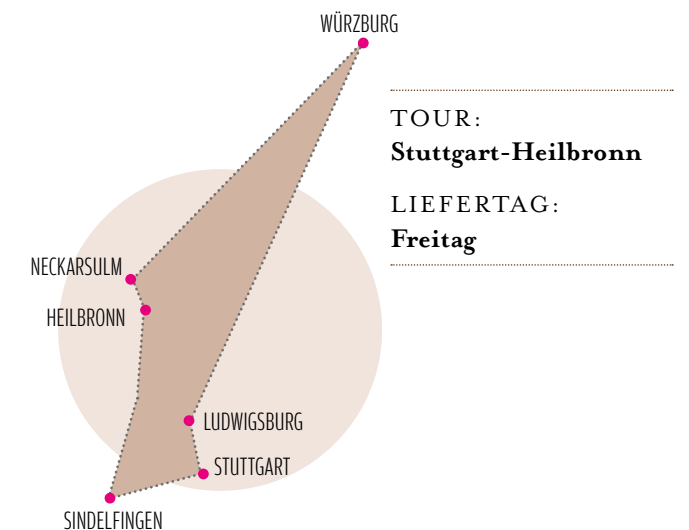 WÜRZBURG
TOUR:
Stuttgart-Heilbronn
LIEFERTAG:
Freitag
NECKARSULM
HEILBRONN
LUDWIGSBURG
STUTTGART
SINDELFINGEN